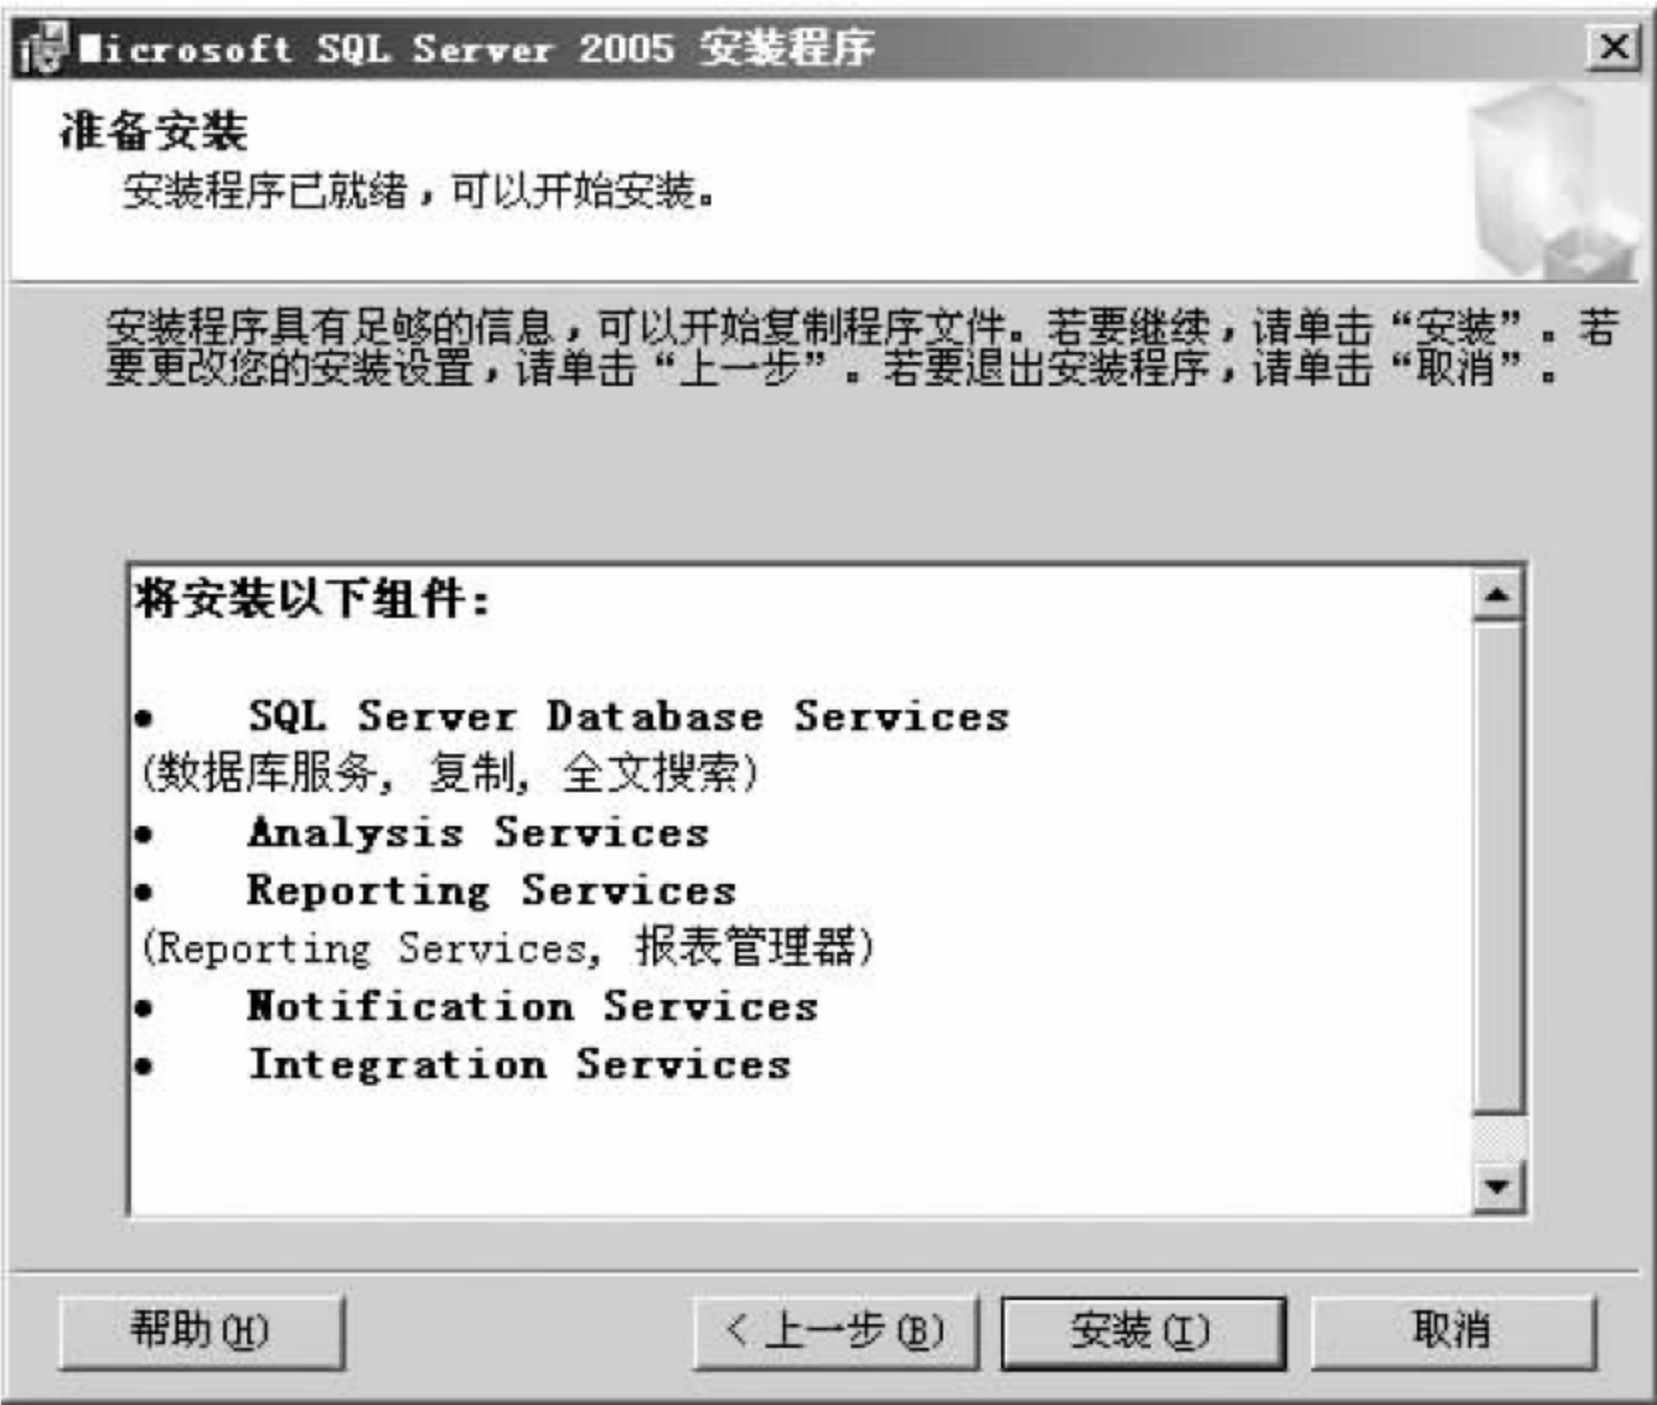 Microsoft SQL Server 2005 安装程序
准备安装
安装程序已就绪，可以开始安装。
安装程序具有足够的信息，可以开始复制程序文件。若要继续，请单击“安装”。若
要更改您的安装设置，请单击“上一步”。若要退出安装程序，请单击“取消”。
将安装以下组件：
• SQL Server Database Services
(数据库服务, 复制, 全文搜索)
• Analysis Services
• Reporting Services
(Reporting Services, 报表管理器)
• Notification Services
• Integration Services
帮助(H) < 上一步(B) 安装(I) 取消